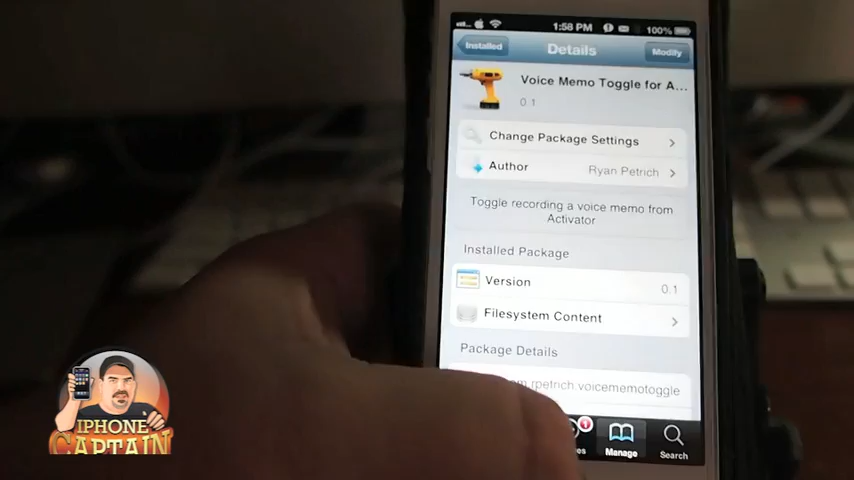 1:58 PM
100%
Installed
Details
Modify
Voice Memo Toggle for A...
0.1
Change Package Settings
Author
Ryan Petrich
Toggle recording a voice memo from
Activator
Installed Package
Version
0.1
Filesystem Content
Package Details
rpetrich voicememotoggle
1
es
Manage
Search
IPHONE
CAPTAIN